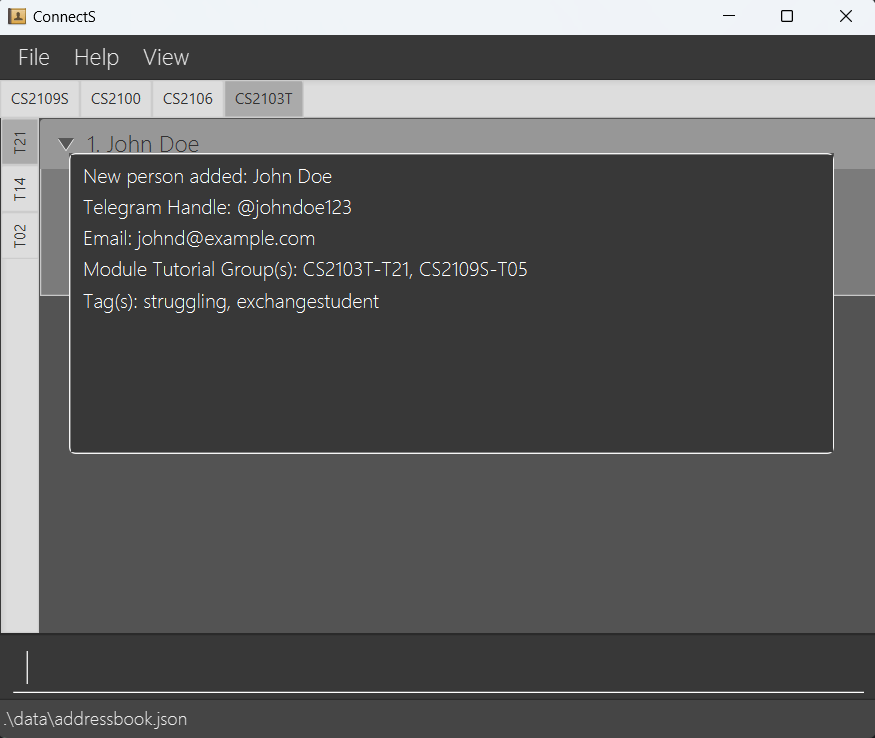 ConnectS
File Help View
CS2109S CS2100 CS2106 CS2103T
T21
T14
T02
1. John Doe
New person added: John Doe
Telegram Handle: @johndoe123
Email: johnd@example.com
Module Tutorial Group(s): CS2103T-T21, CS2109S-T05
Tag(s): struggling, exchangestudent
.\data\addressbook.json